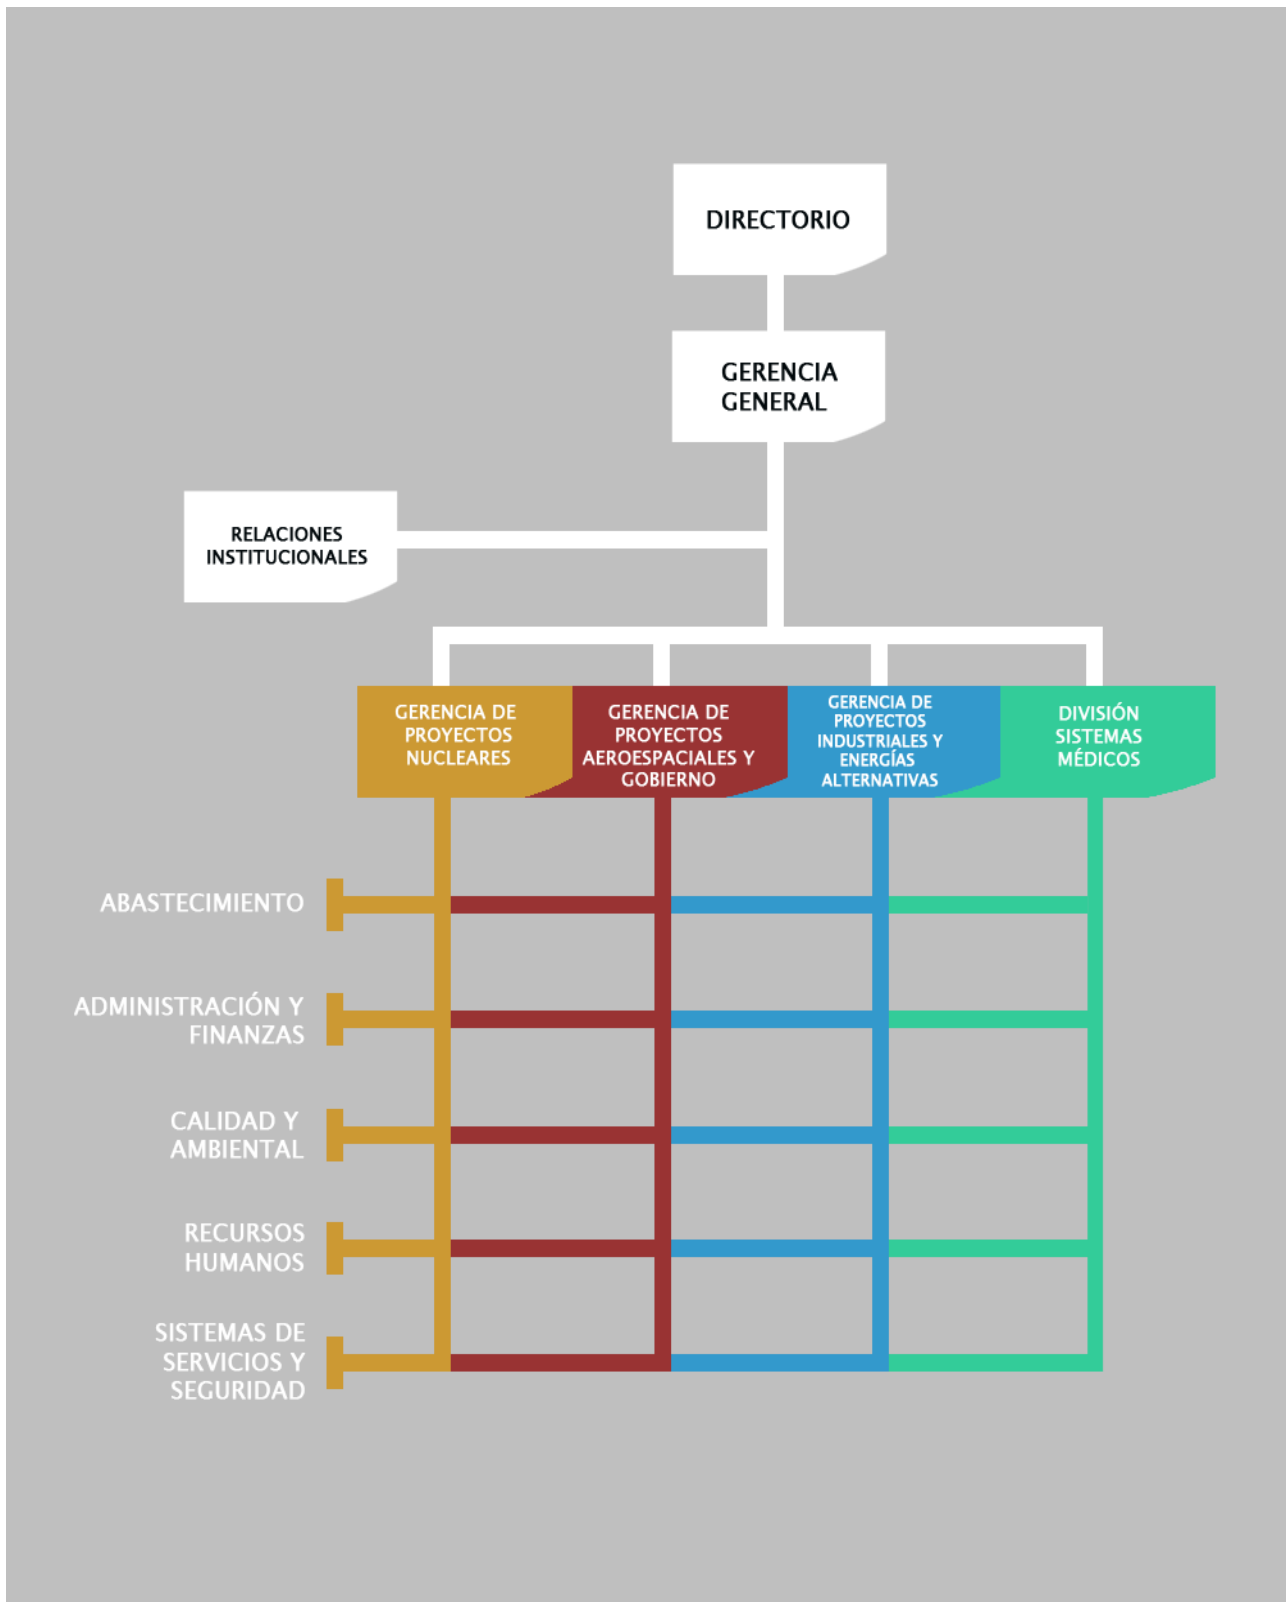 DIRECTORIO
GERENCIA
GENERAL
RELACIONES
INSTITUCIONALES
GERENCIA DE
PROYECTOS
NUCLEARES
GERENCIA DE
PROYECTOS
AEROESPACIALES Y
GOBIERNO
GERENCIA DE
PROYECTOS
INDUSTRIALES Y
ENERGÍAS
ALTERNATIVAS
DIVISIÓN
SISTEMAS
MÉDICOS
ABASTECIMIENTO
ADMINISTRACIÓN Y
FINANZAS
CALIDAD Y
AMBIENTAL
RECURSOS
HUMANOS
SISTEMAS DE
SERVICIOS Y
SEGURIDAD